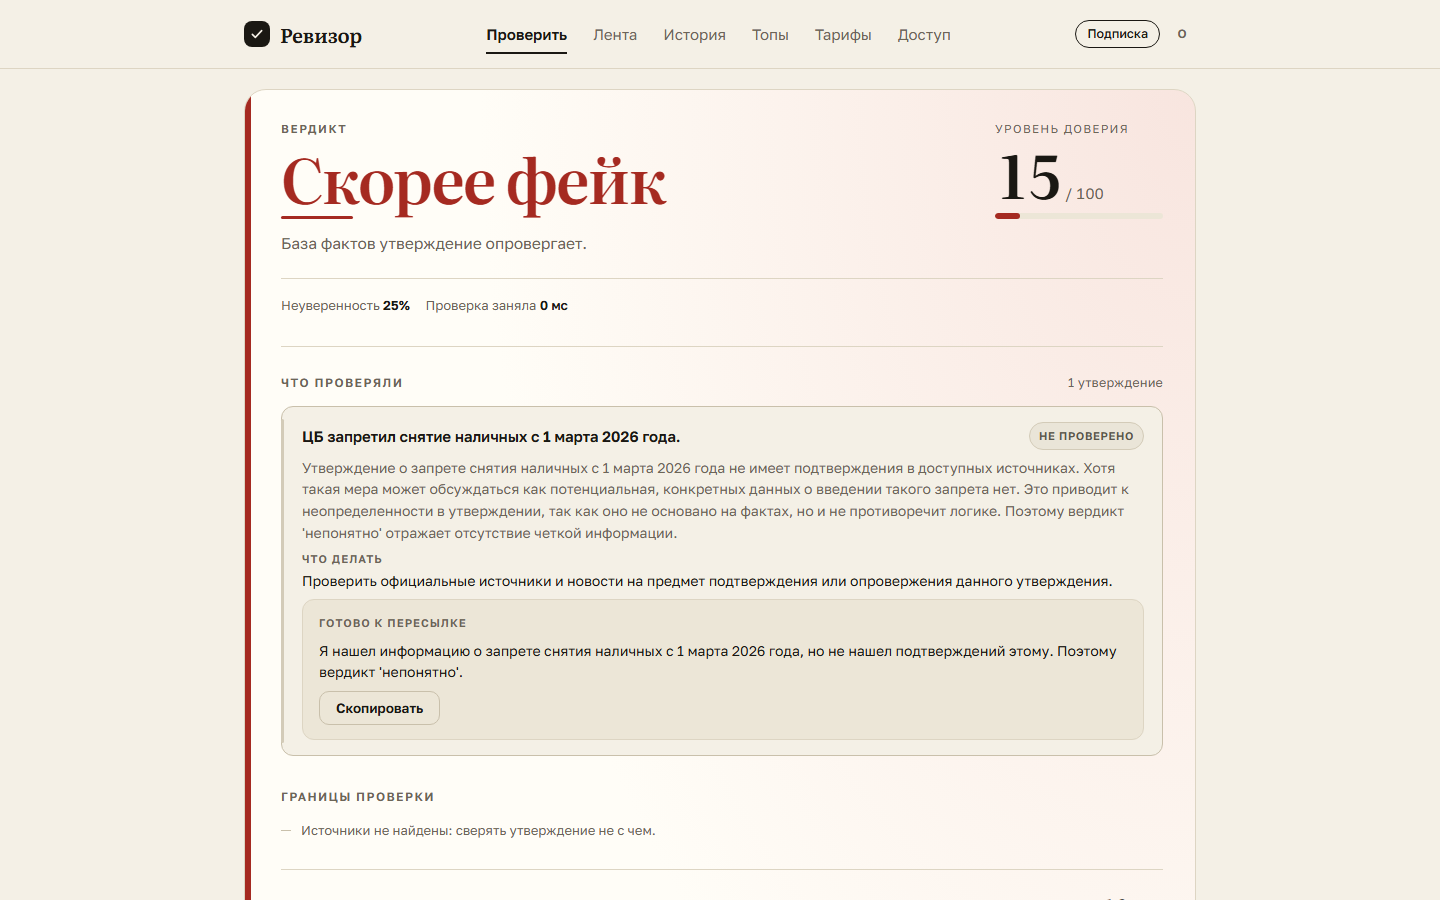 Ревизор
Проверить Лента История Топы Тарифы Доступ
Подписка О
ВЕРДИКТ
Скорее фейк
База фактов утверждение опровергает.
УРОВЕНЬ ДОВЕРИЯ
15 / 100
Неуверенность 25% Проверка заняла 0 мс
ЧТО ПРОВЕРЯЛИ
1 утверждение
ЦБ запретил снятие наличных с 1 марта 2026 года.
НЕ ПРОВЕРЕНО
Утверждение о запрете снятия наличных с 1 марта 2026 года не имеет подтверждения в доступных источниках. Хотя
такая мера может обсуждаться как потенциальная, конкретных данных о введении такого запрета нет. Это приводит к
неопределенности в утверждении, так как оно не основано на фактах, но и не противоречит логике. Поэтому вердикт
'непонятно' отражает отсутствие четкой информации.
ЧТО ДЕЛАТЬ
Проверить официальные источники и новости на предмет подтверждения или опровержения данного утверждения.
ГОТОВО К ПЕРЕСЫЛКЕ
Я нашел информацию о запрете снятия наличных с 1 марта 2026 года, но не нашел подтверждений этому. Поэтому
вердикт 'непонятно'.
Скопировать
ГРАНИЦЫ ПРОВЕРКИ
— Источники не найдены: сверять утверждение не с чем.